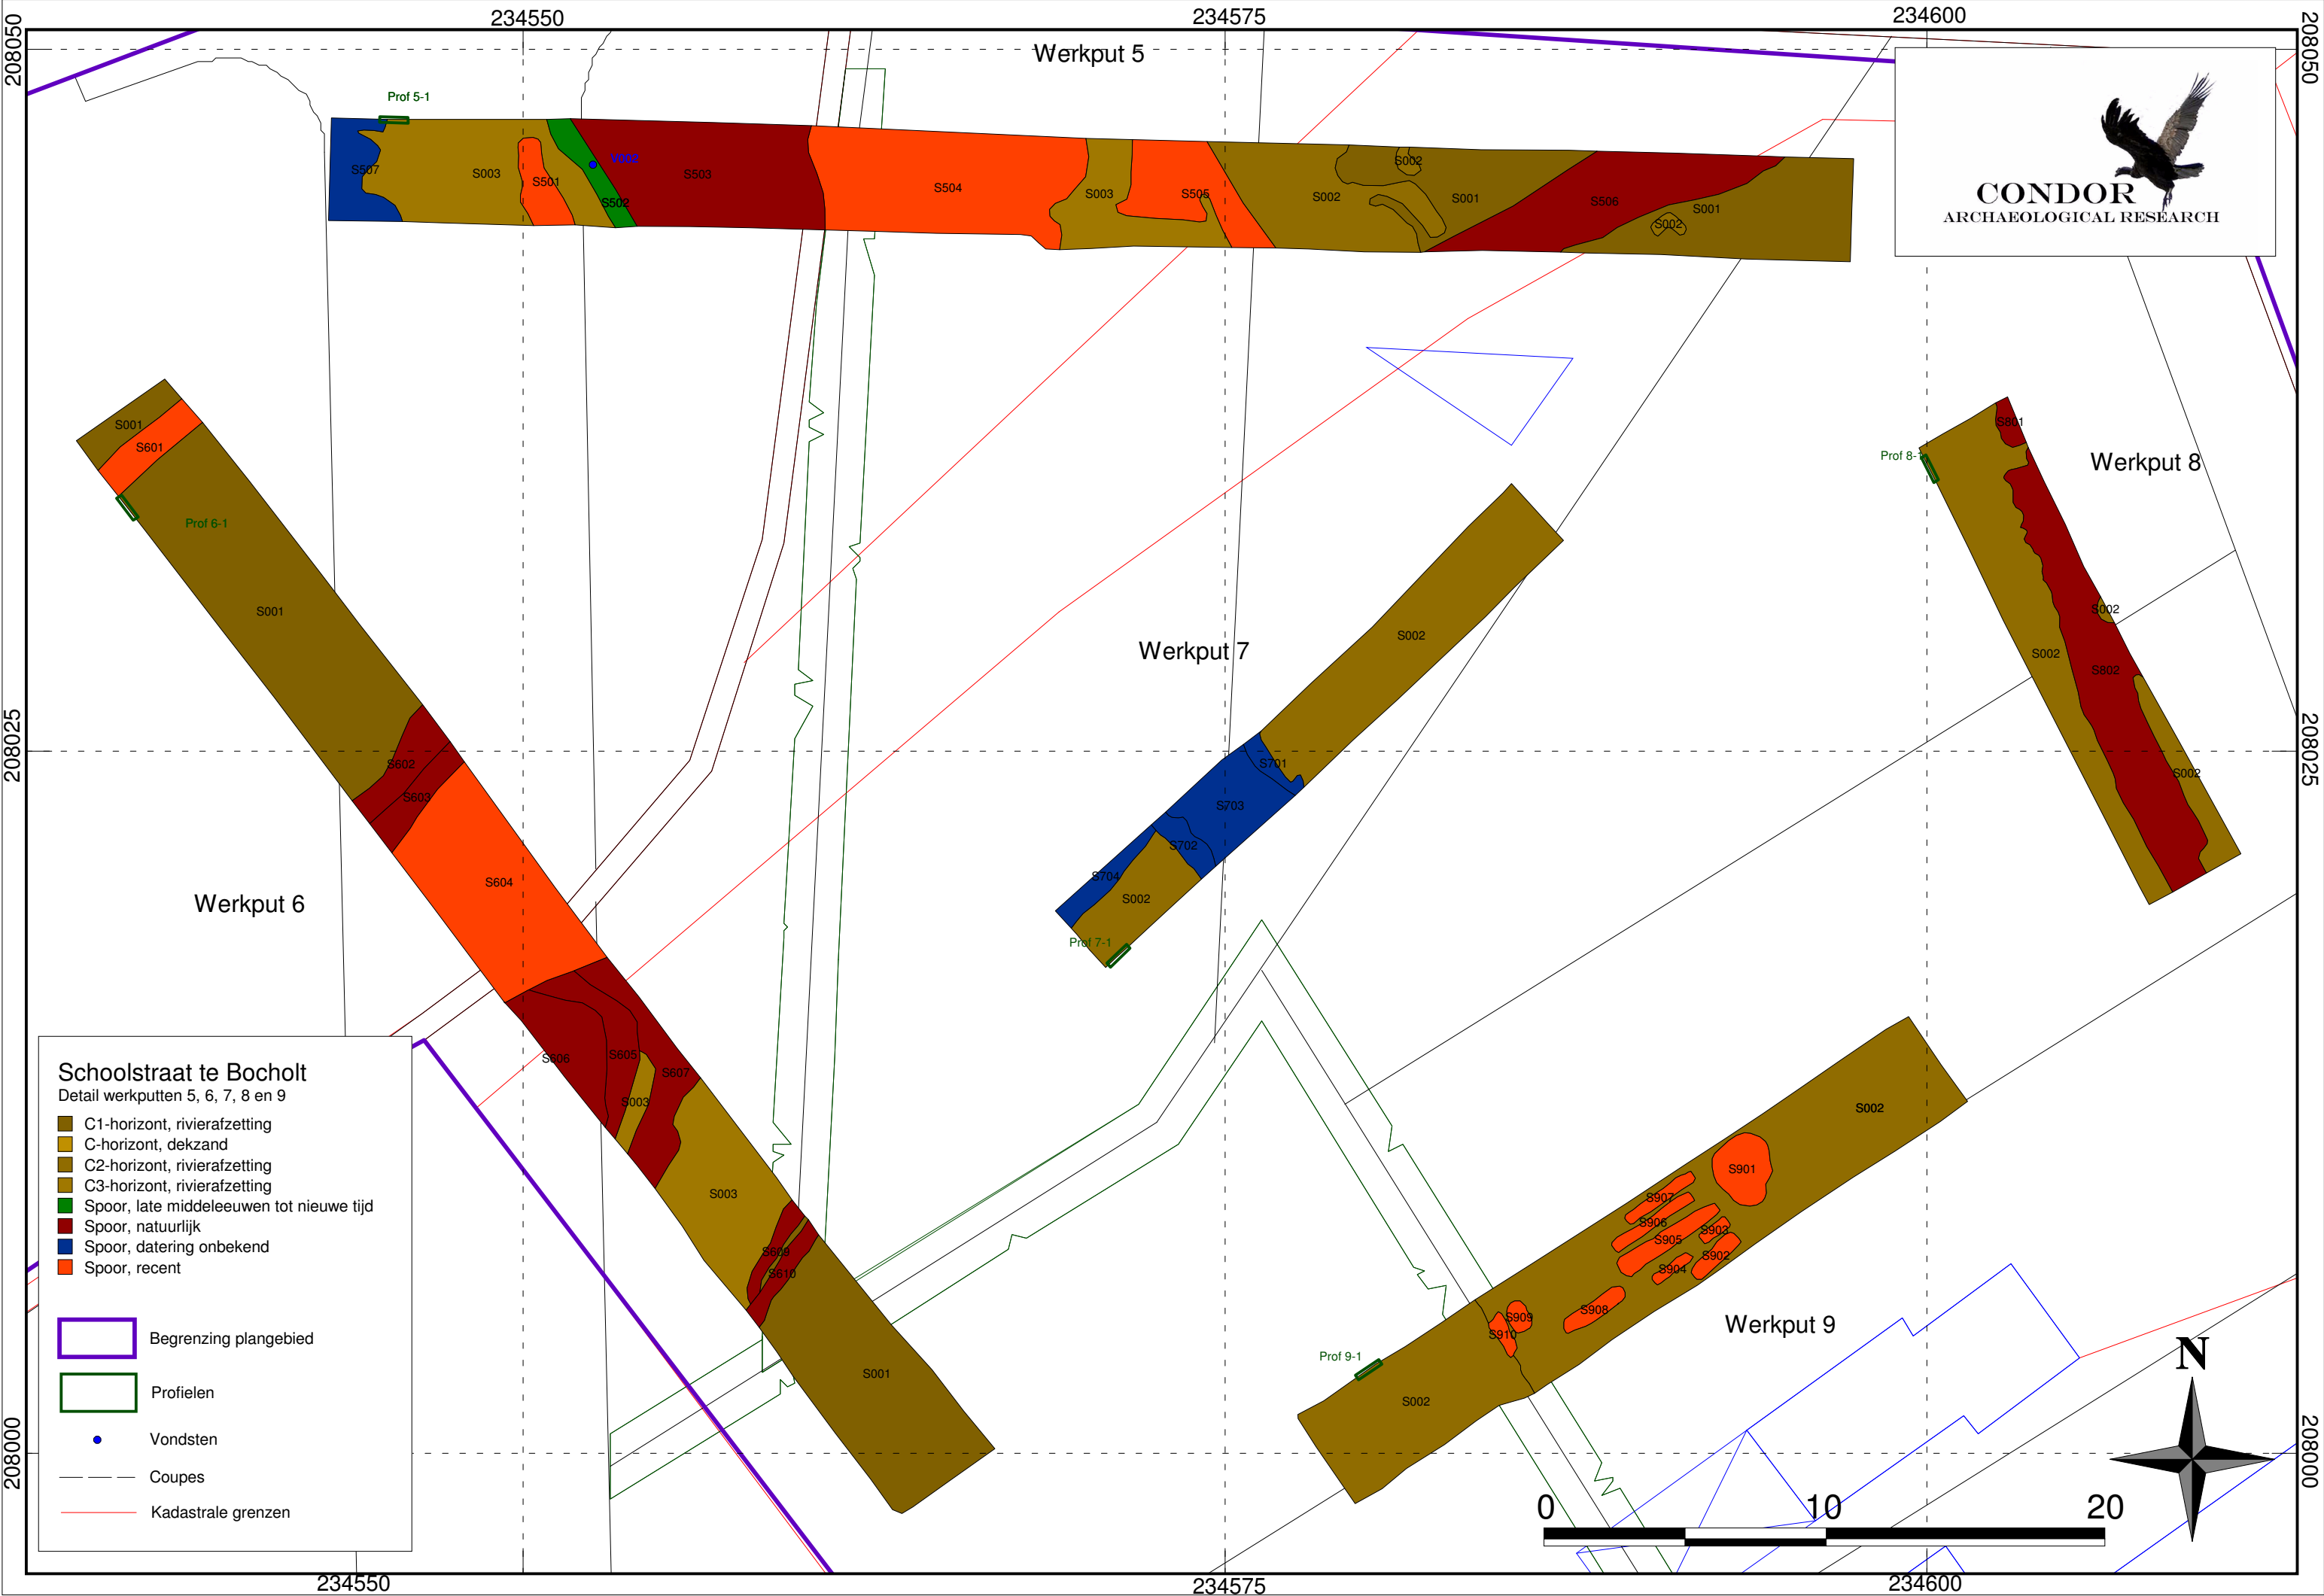 234550
234575
234600
208050
208050
Werkput 5
CONDOR
ARCHAEOLOGICAL RESEARCH
Prof 5-1
S507
S003
S501
V002
S502
S503
S504
S003
S505
S002
S002
S001
S506
S001
S002
S001
S601
Prof 6-1
S001
S602
S603
S604
Werkput 6
S606
S605
S607
S003
S003
S609
S610
S001
Werkput 7
S002
S701
S703
S702
S704
S002
Prof 7-1
S801
Prof 8-1
Werkput 8
S002
S002
S802
S002
208025
208025
S002
S901
S907
S906
S903
S905
S902
S904
S908
S909
S910
Werkput 9
Prof 9-1
S002
Schoolstraat te Bocholt
Detail werkputten 5, 6, 7, 8 en 9
C1-horizont, rivierafzetting
C-horizont, dekzand
C2-horizont, rivierafzetting
C3-horizont, rivierafzetting
Spoor, late middeleeuwen tot nieuwe tijd
Spoor, natuurlijk
Spoor, datering onbekend
Spoor, recent
Begrenzing plangebied
Profielen
Vondsten
Coupes
Kadastrale grenzen
N
0 10 20
208000
208000
234550
234575
234600